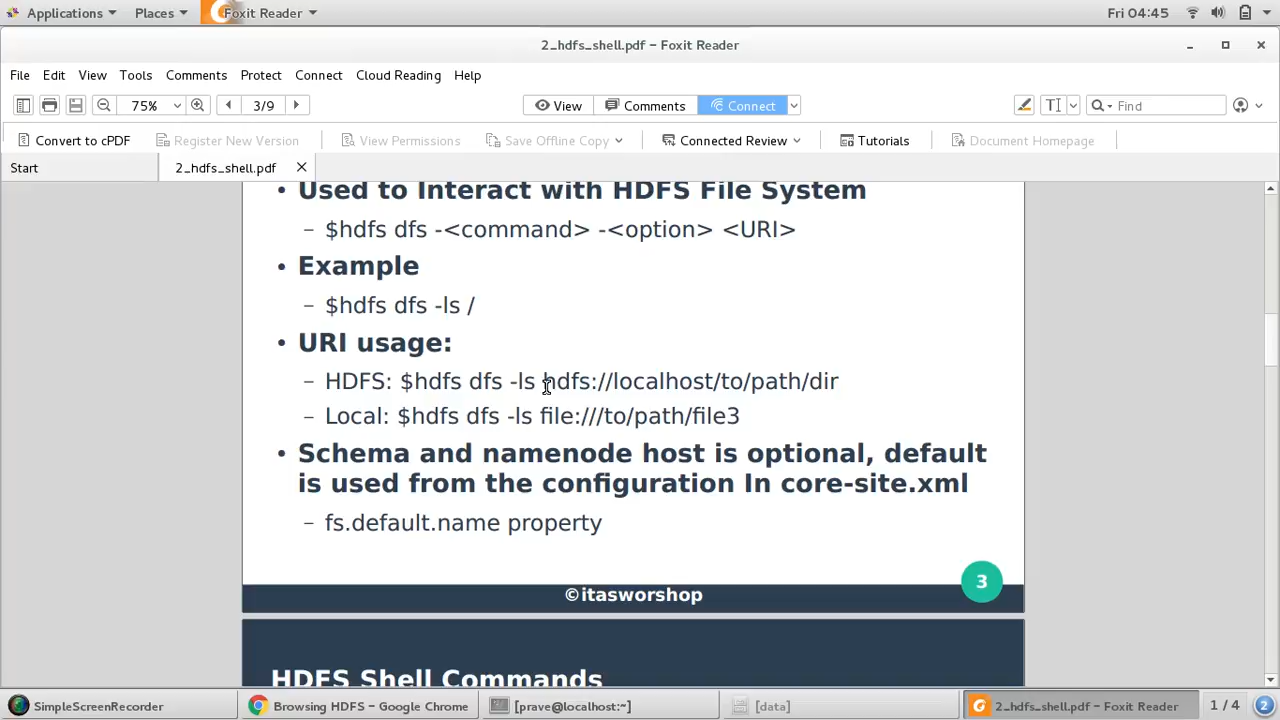 Applications Places Foxit Reader Fri 04:45
2_hdfs_shell.pdf - Foxit Reader
File Edit View Tools Comments Protect Connect Cloud Reading Help
75% 3/9 View Comments Connect Find
Convert to cPDF Register New Version View Permissions Save Offline Copy Connected Review Tutorials Document Homepage
Start 2_hdfs_shell.pdf
• Used to Interact with HDFS File System
– $hdfs dfs -<command> -<option> <URI>
• Example
– $hdfs dfs -ls /
• URI usage:
– HDFS: $hdfs dfs -ls hdfs://localhost/to/path/dir
– Local: $hdfs dfs -ls file:///to/path/file3
• Schema and namenode host is optional, default
is used from the configuration In core-site.xml
– fs.default.name property
3
©itasworshop
HDFS Shell Commands
SimpleScreenRecorder Browsing HDFS – Google Chrome [prave@localhost:~] [data] 2_hdfs_shell.pdf – Foxit Reader 1 / 4 2